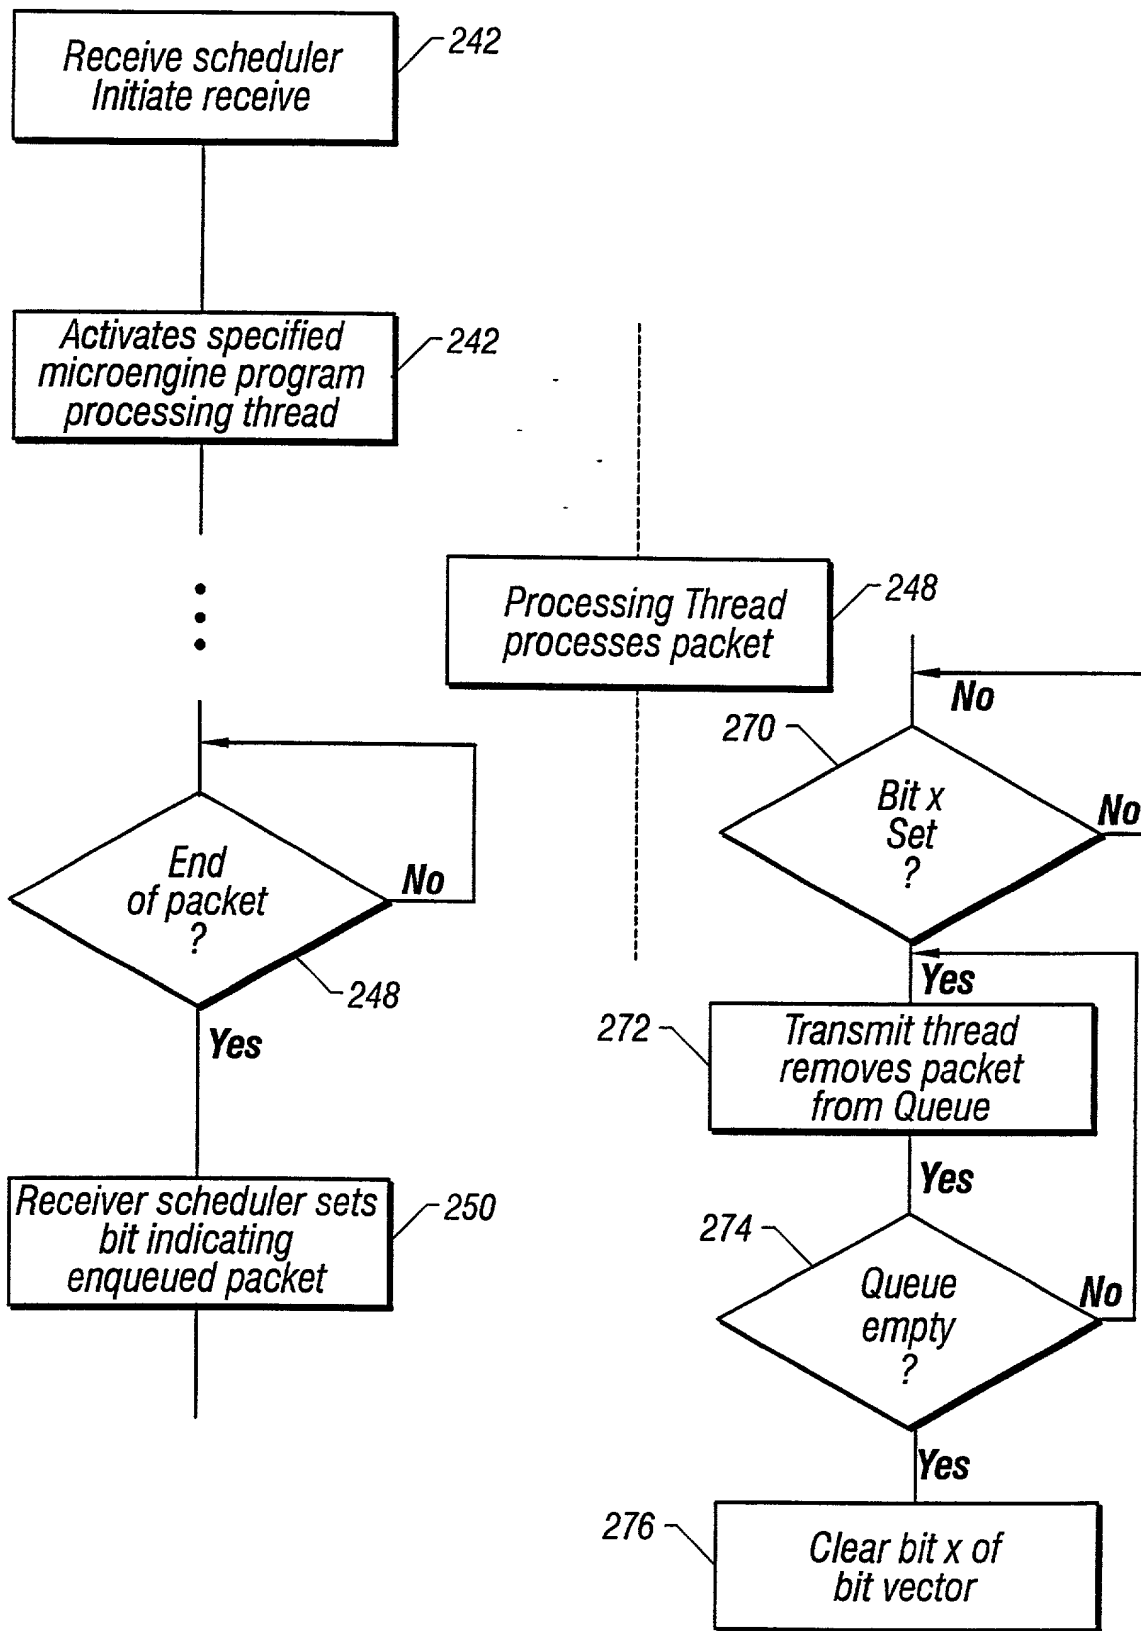 Receive scheduler
Initiate receive
242
Activates specified
microengine program
processing thread
242
End
of packet
?
No
248
Yes
Receiver scheduler sets
bit indicating
enqueued packet
250
Processing Thread
processes packet
248
No
270
Bit x
Set
?
No
Yes
272
Transmit thread
removes packet
from Queue
Yes
274
Queue
empty
?
No
Yes
276
Clear bit x of
bit vector